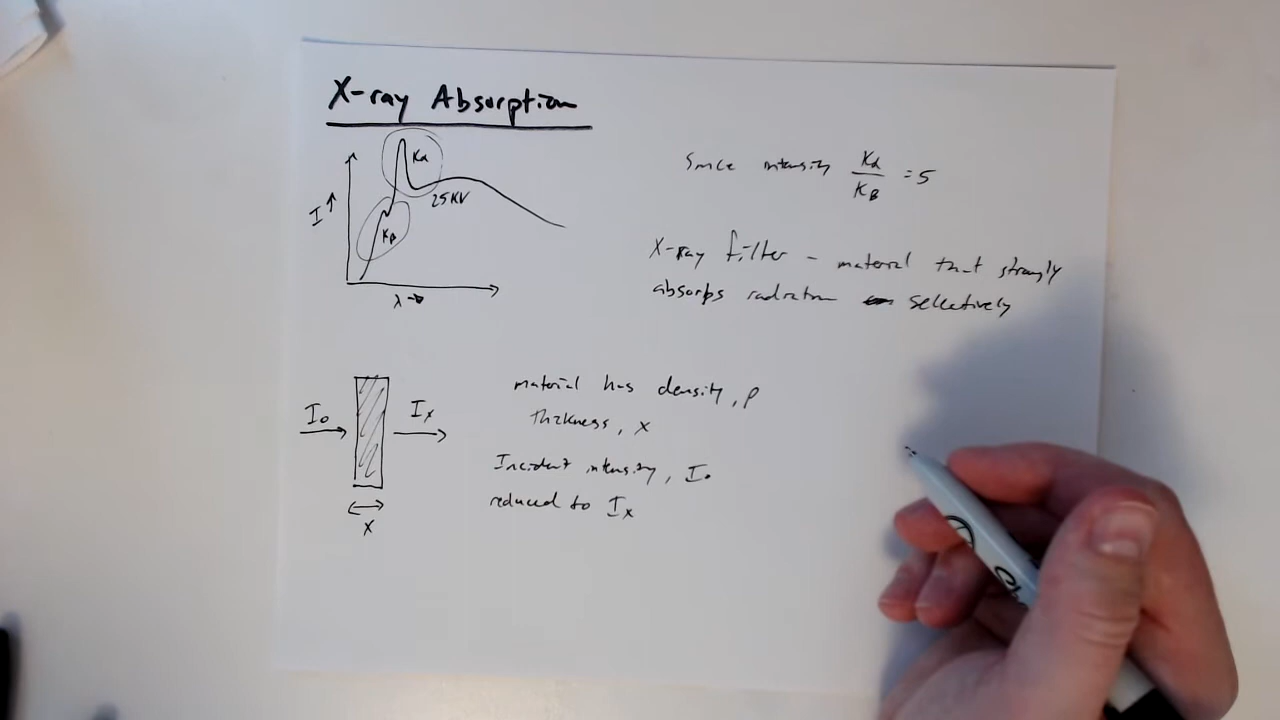 X-ray Absorption
Kα
Kβ
25KV
I ↑
λ →
Since intensity Kα/Kβ = 5
X-ray filter - material that strongly
absorbs radiation selectively
I₀
Iₓ
x
material has density, ρ
thickness, x
Incident intensity, I₀
reduced to Iₓ